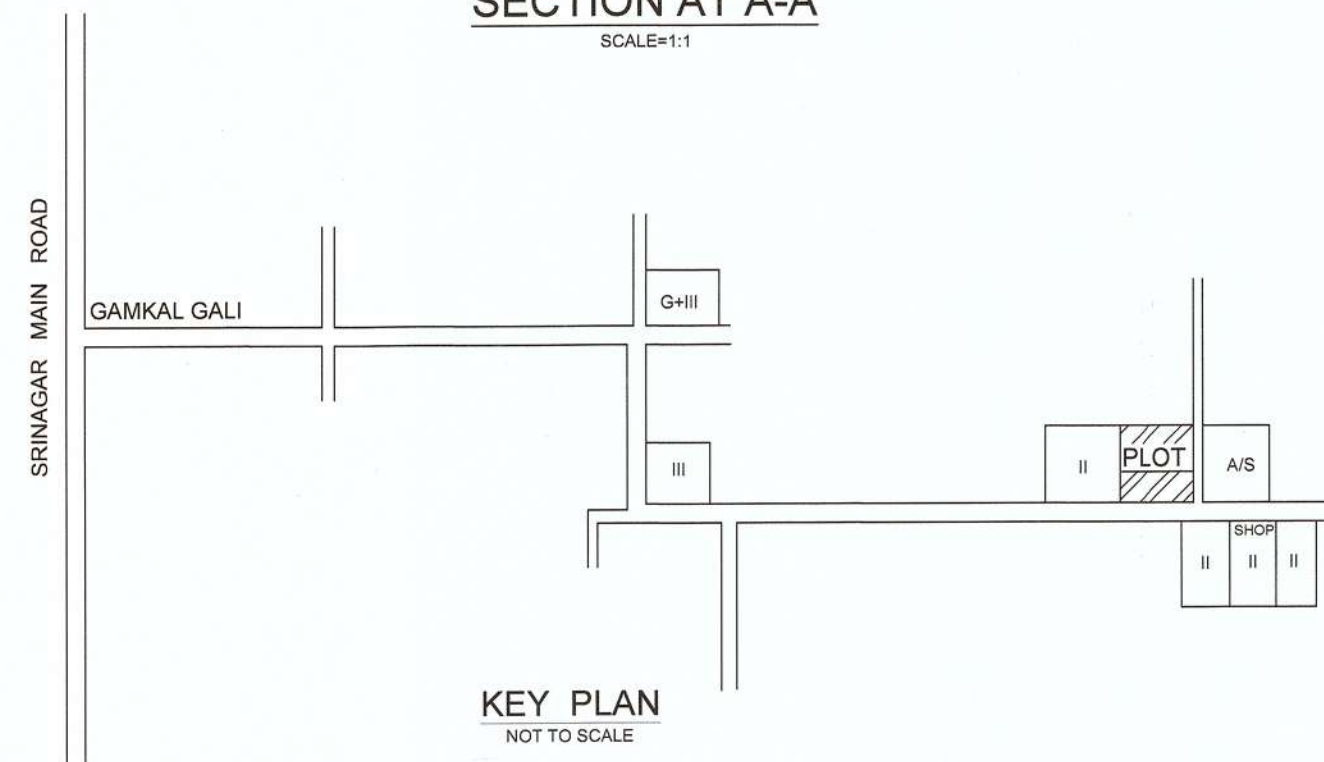 SECTION AT A-A
SCALE=1:1
SRINAGAR MAIN ROAD
GAMKAL GALI
G+III
III
II
PLOT
A/S
SHOP
II
II
II
KEY PLAN
NOT TO SCALE